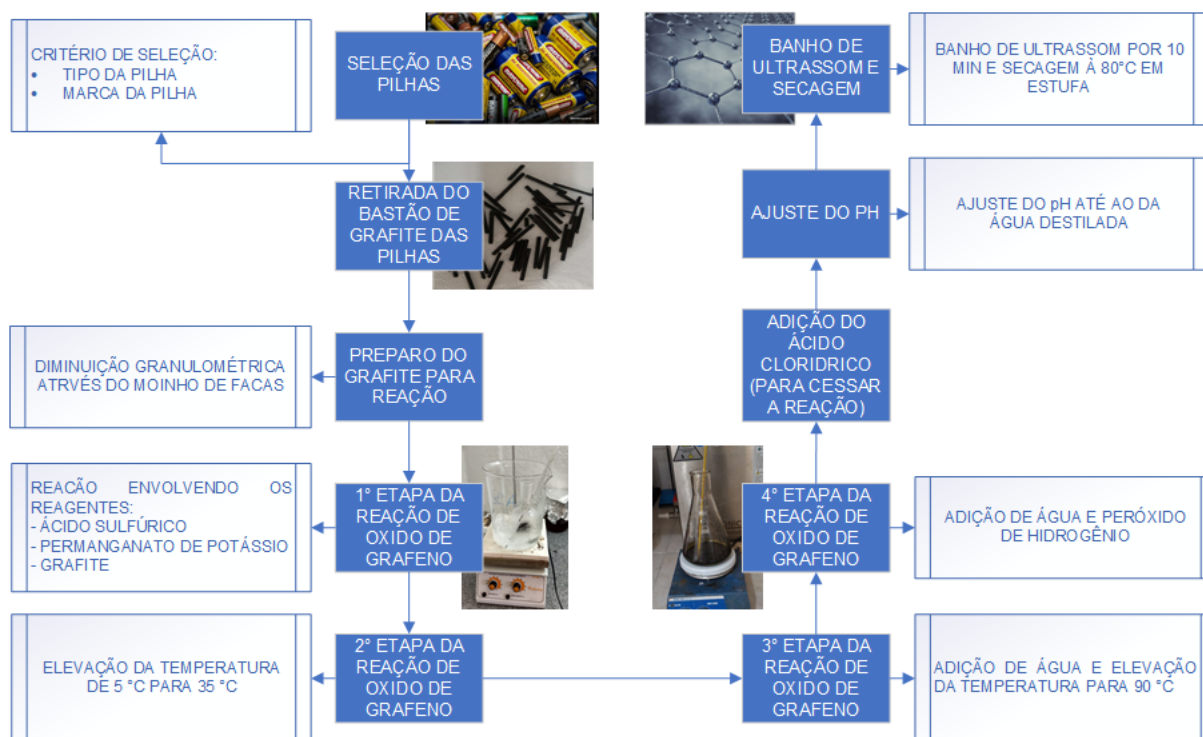 CRITÉRIO DE SELEÇÃO:
• TIPO DA PILHA
• MARCA DA PILHA
SELEÇÃO DAS
PILHAS
RETIRADA DO
BASTÃO DE
GRAFITE DAS
PILHAS
DIMINUIÇÃO GRANULOMÉTRICA
ATRVÉS DO MOINHO DE FACAS
PREPARO DO
GRAFITE PARA
REAÇÃO
REACÃO ENVOLVENDO OS
REAGENTES:
- ÁCIDO SULFÚRICO
- PERMANGANATO DE POTÁSSIO
- GRAFITE
1° ETAPA DA
REAÇÃO DE
OXIDO DE
GRAFENO
ELEVAÇÃO DA TEMPERATURA
DE 5 °C PARA 35 °C
2° ETAPA DA
REAÇÃO DE
OXIDO DE
GRAFENO
3° ETAPA DA
REAÇÃO DE
OXIDO DE
GRAFENO
ADIÇÃO DE ÁGUA E ELEVAÇÃO
DA TEMPERATURA PARA 90 °C
4° ETAPA DA
REAÇÃO DE
OXIDO DE
GRAFENO
ADIÇÃO DE ÁGUA E PERÓXIDO
DE HIDROGÊNIO
ADIÇÃO DO
ÁCIDO
CLORIDRICO
(PARA CESSAR
A REAÇÃO)
AJUSTE DO PH
AJUSTE DO pH ATÉ AO DA
ÁGUA DESTILADA
BANHO DE
ULTRASSOM E
SECAGEM
BANHO DE ULTRASSOM POR 10
MIN E SECAGEM À 80°C EM
ESTUFA